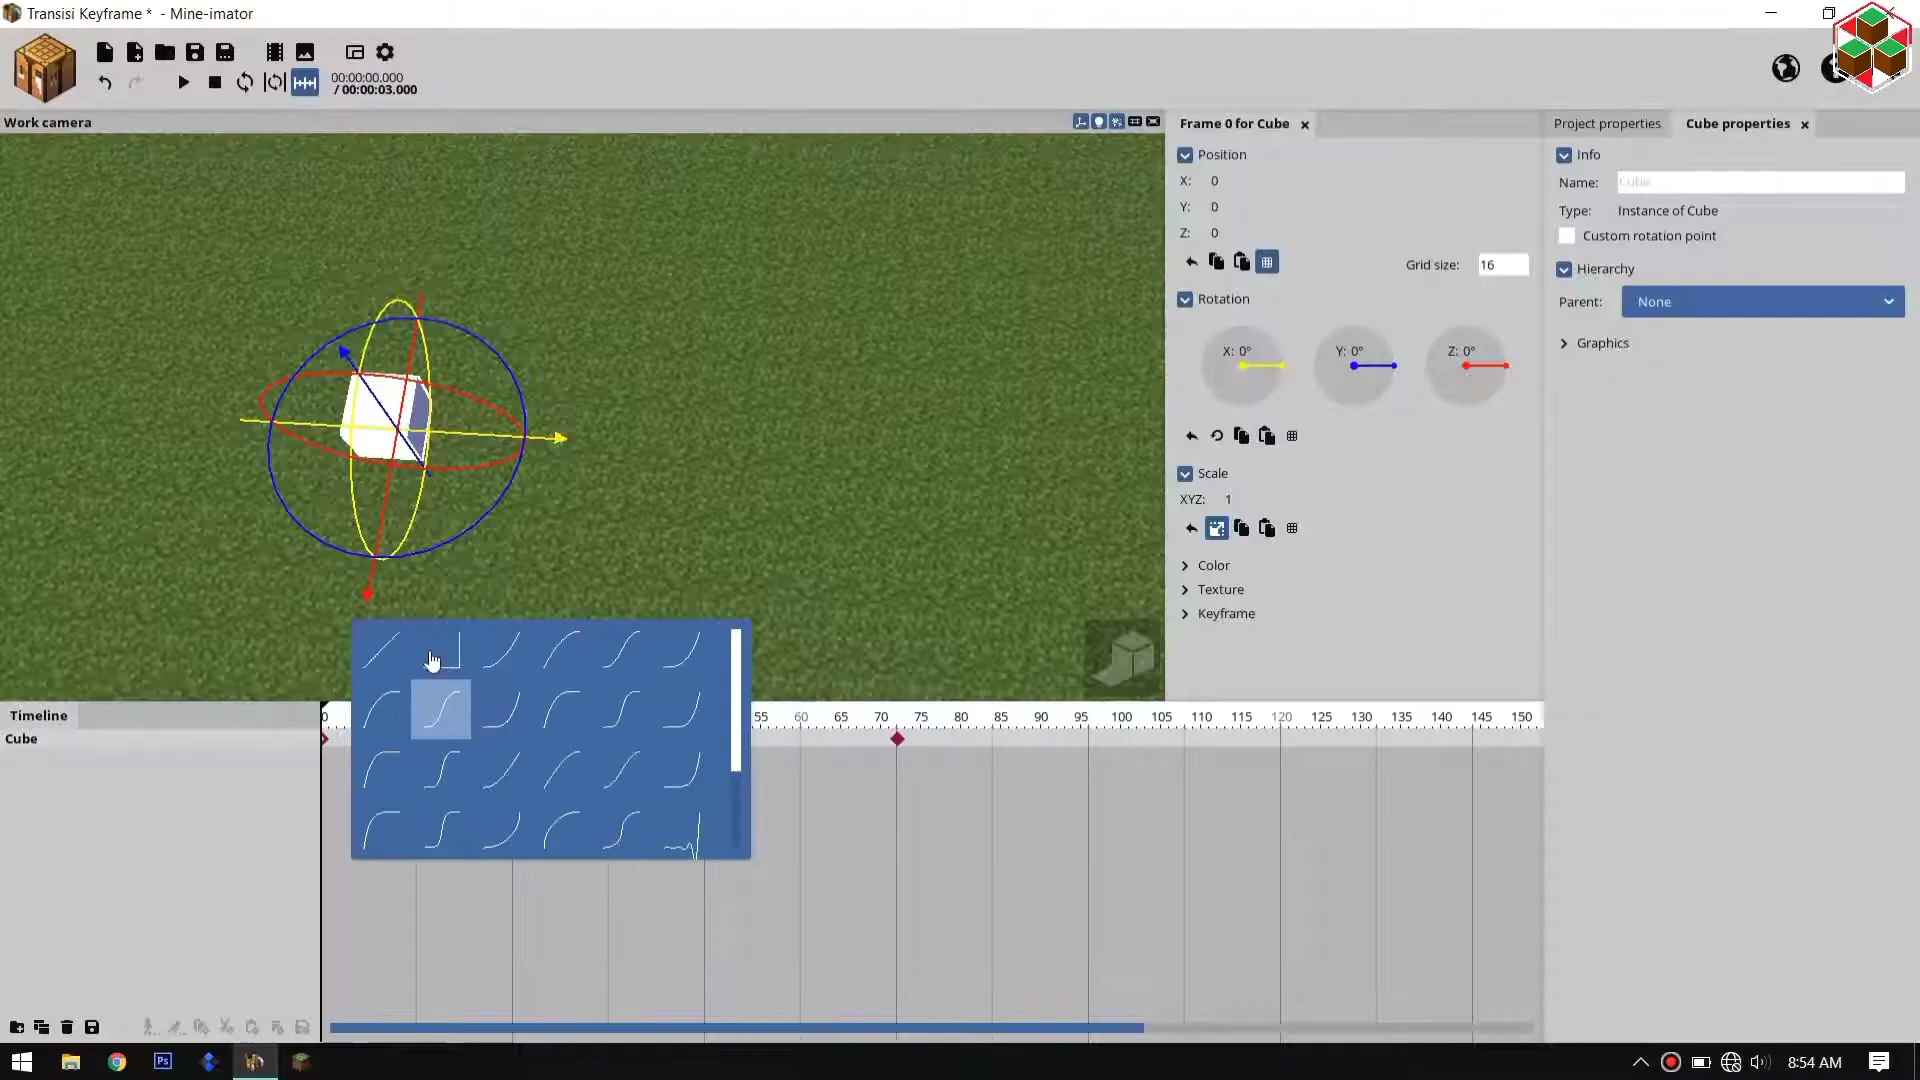 Transisi Keyframe * - Mine-imator
00:00:00.000
/ 00:00:03.000
Work camera
Frame 0 for Cube
Position
X: 0
Y: 0
Z: 0
Grid size: 16
Rotation
X: 0° Y: 0° Z: 0°
Scale
XYZ: 1
Color
Texture
Keyframe
Project properties Cube properties
Info
Name: Cube
Type: Instance of Cube
Custom rotation point
Hierarchy
Parent: None
Graphics
Timeline
0 55 60 65 70 75 80 85 90 95 100 105 110 115 120 125 130 135 140 145 150
Cube
Ps
8:54 AM